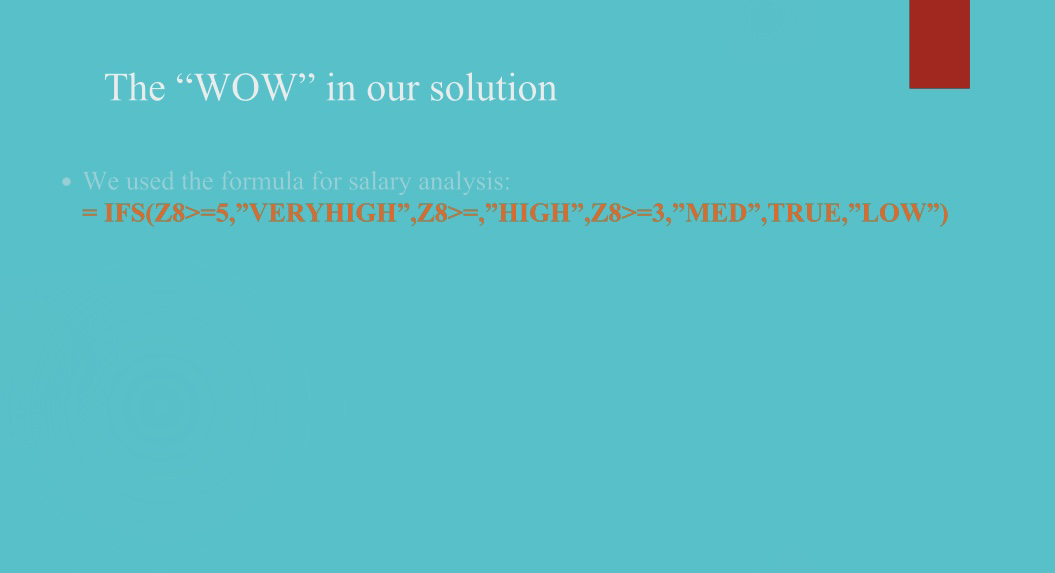 The “WOW” in our solution
• We used the formula for salary analysis:
= IFS(Z8>=5,”VERYHIGH”,Z8>=,”HIGH”,Z8>=3,”MED”,TRUE,”LOW”)